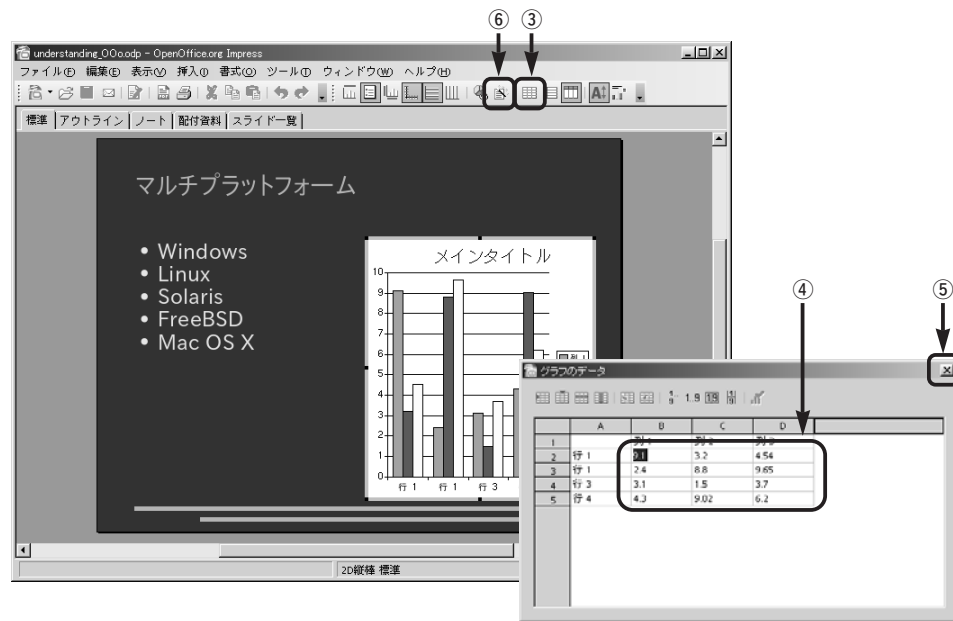 ⑥ ③
understanding_OOo.odp - OpenOffice.org Impress
ファイル(F) 編集(E) 表示(V) 挿入(I) 書式(O) ツール(T) ウィンドウ(W) ヘルプ(H)
標準 アウトライン ノート 配付資料 スライド一覧
マルチプラットフォーム
• Windows
• Linux
• Solaris
• FreeBSD
• Mac OS X
メインタイトル
10
9
8
7
6
5
4
3
2
1
0
行 1 行 1 行 3
2D縦棒 標準
④ ⑤
グラフのデータ
A B C D
1 列 1 列 2 列 3
2 行 1 9.1 3.2 4.54
3 行 1 2.4 8.8 9.65
4 行 3 3.1 1.5 3.7
5 行 4 4.3 9.02 6.2